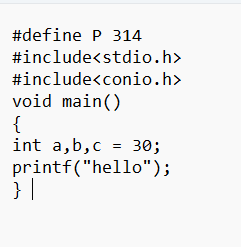 #define P 314
#include<stdio.h>
#include<conio.h>
void main()
{
int a,b,c = 30;
printf("hello");
}